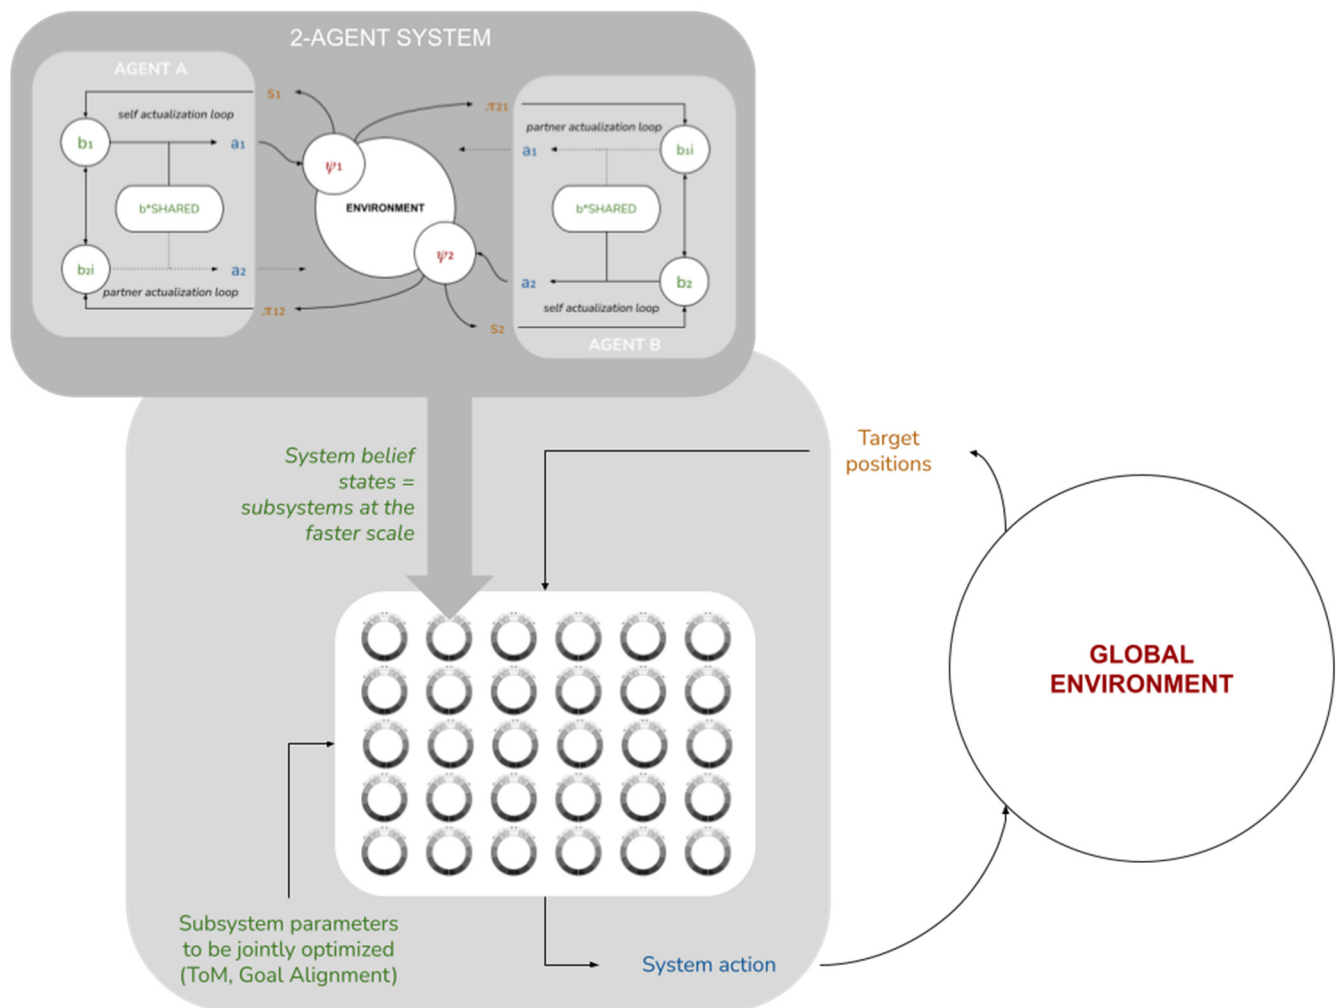 2-AGENT SYSTEM
AGENT A
s1
self actualization loop
b1
a1
b*SHARED
b2i
a2
partner actualization loop
π12
ψ1
ENVIRONMENT
ψ2
π21
partner actualization loop
a1
b1i
b*SHARED
a2
b2
self actualization loop
s2
AGENT B
System belief
states =
subsystems at the
faster scale
Target
positions
GLOBAL
ENVIRONMENT
Subsystem parameters
to be jointly optimized
(ToM, Goal Alignment)
System action